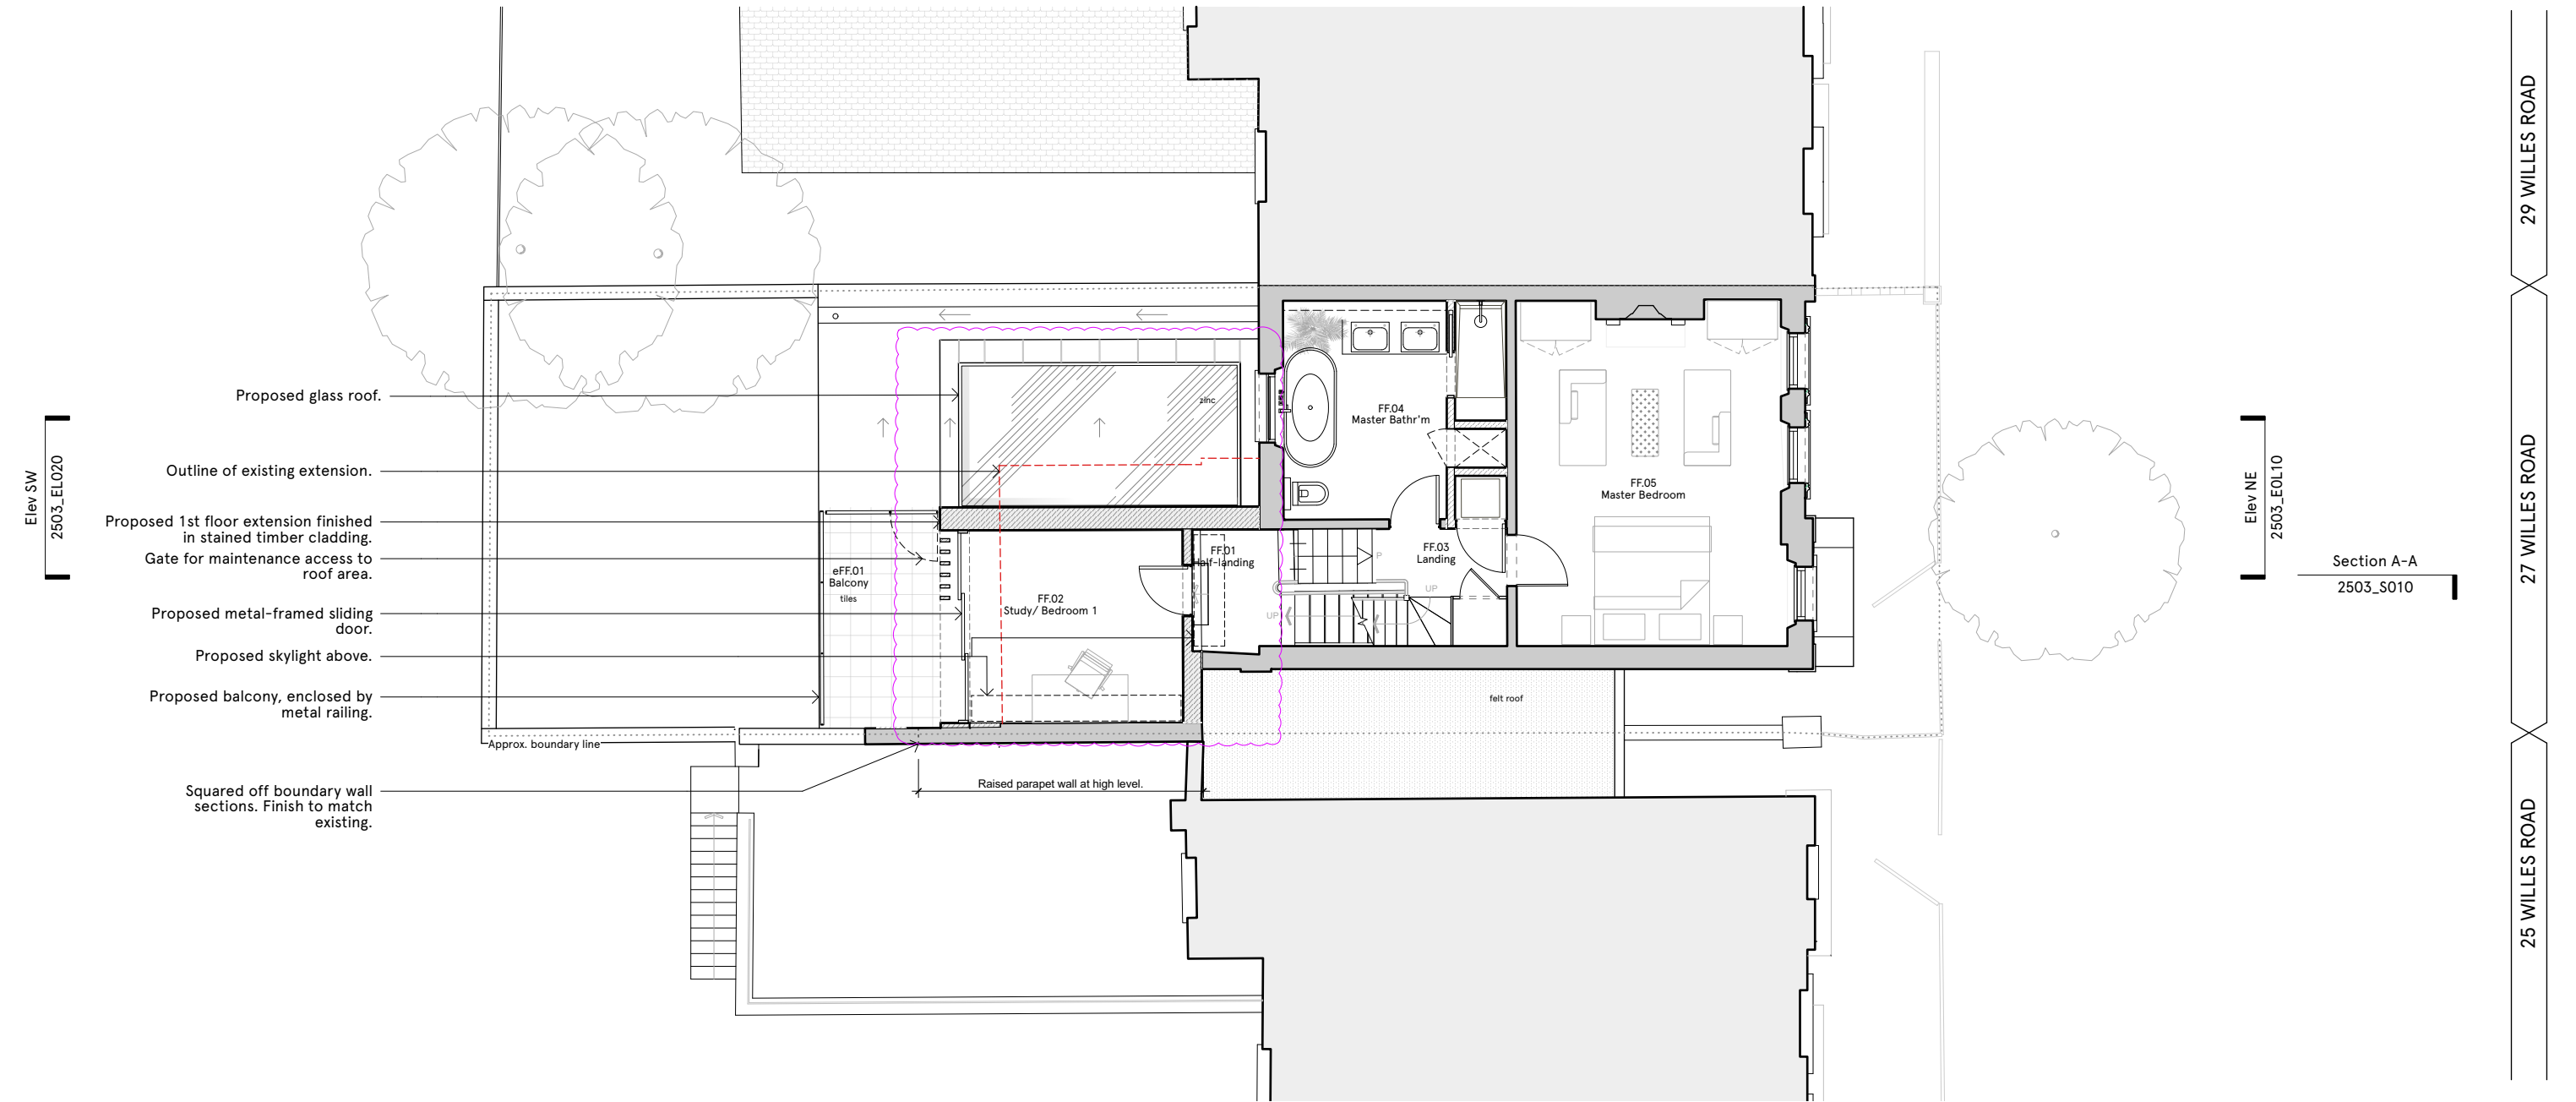 29 WILLES ROAD
27 WILLES ROAD
25 WILLES ROAD
Elev SW
2503_EL020
Proposed glass roof.
Outline of existing extension.
Proposed 1st floor extension finished
in stained timber cladding.
Gate for maintenance access to
roof area.
Proposed metal-framed sliding
door.
Proposed skylight above.
Proposed balcony, enclosed by
metal railing.
Approx. boundary line
Squared off boundary wall
sections. Finish to match
existing.
Raised parapet wall at high level.
zinc
eFF.01
Balcony
tiles
FF.02
Study/ Bedroom 1
FF.01
Half-landing
FF.04
Master Bathr'm
FF.03
Landing
UP
UP
FF.05
Master Bedroom
felt roof
Elev NE
2503_E0L10
Section A-A
2503_S010